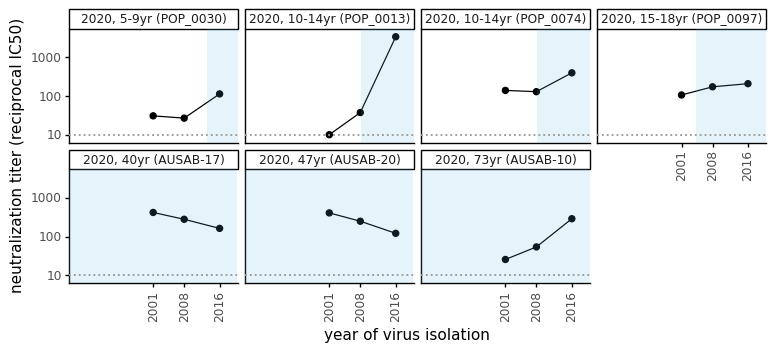 2020, 5-9yr (POP_0030)
2020, 10-14yr (POP_0013)
2020, 10-14yr (POP_0074)
2020, 15-18yr (POP_0097)
1000
100
10
2001
2008
2016
2020, 40yr (AUSAB-17)
2020, 47yr (AUSAB-20)
2020, 73yr (AUSAB-10)
1000
100
10
2001
2008
2016
2001
2008
2016
2001
2008
2016
neutralization titer (reciprocal IC50)
year of virus isolation